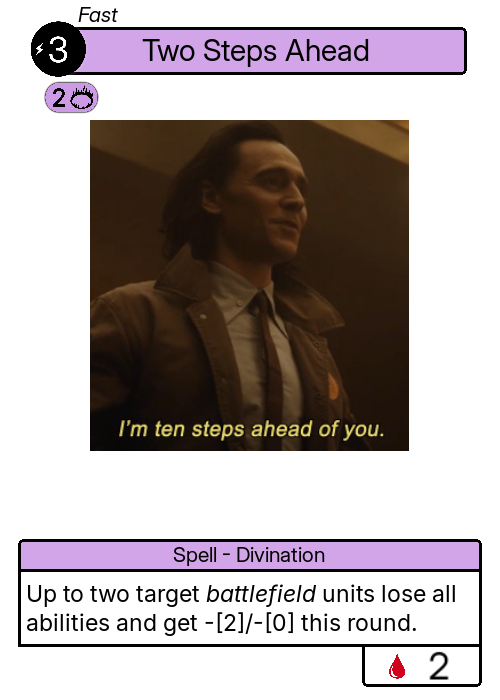 Fast
3
Two Steps Ahead
2
I'm ten steps ahead of you.
Spell - Divination
Up to two target battlefield units lose all
abilities and get -[2]/-[0] this round.
2